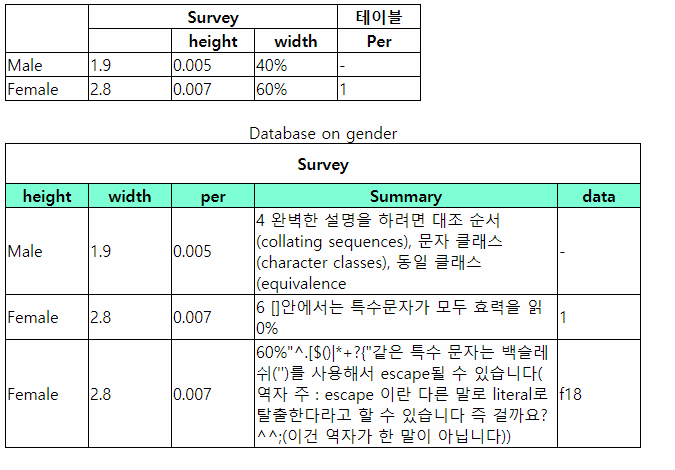 Survey 테이블
height width Per
Male 1.9 0.005 40% -
Female 2.8 0.007 60% 1
Database on gender
Survey
height width per Summary data
Male 1.9 0.005 4 완벽한 설명을 하려면 대조 순서
(collating sequences), 문자 클래스
(character classes), 동일 클래스
(equivalence -
Female 2.8 0.007 6 []안에서는 특수문자가 모두 효력을 읽
0% 1
Female 2.8 0.007 60%"^.[$()|*+?{"같은 특수 문자는 백슬레
쉬('')를 사용해서 escape될 수 있습니다(
역자 주 : escape 이란 다른 말로 literal로
탈출한다라고 할 수 있습니다 즉 걸까요?
^^;(이건 역자가 한 말이 아닙니다)) f18